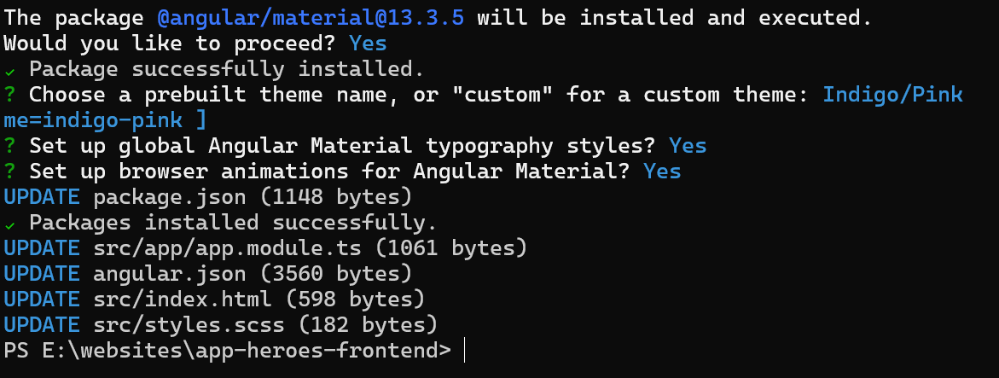 The package @angular/material@13.3.5 will be installed and executed.
Would you like to proceed? Yes
✓ Package successfully installed.
? Choose a prebuilt theme name, or "custom" for a custom theme: Indigo/Pink
me=indigo-pink ]
? Set up global Angular Material typography styles? Yes
? Set up browser animations for Angular Material? Yes
UPDATE package.json (1148 bytes)
✓ Packages installed successfully.
UPDATE src/app/app.module.ts (1061 bytes)
UPDATE angular.json (3560 bytes)
UPDATE src/index.html (598 bytes)
UPDATE src/styles.scss (182 bytes)
PS E:\websites\app-heroes-frontend>